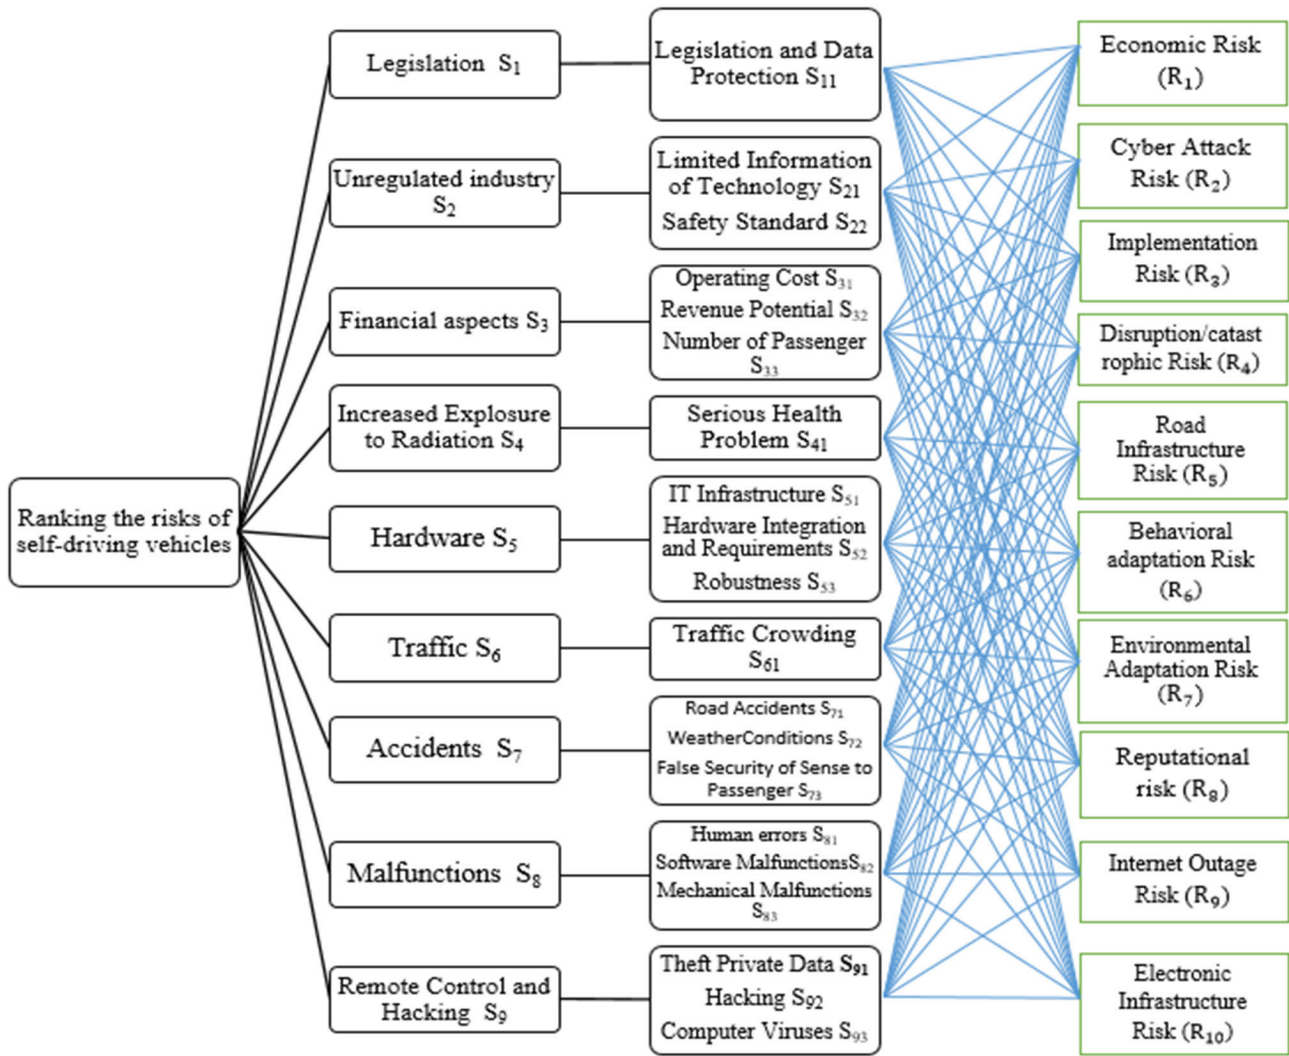 Ranking the risks of
self-driving vehicles
Legislation S₁
Unregulated industry
S₂
Financial aspects S₃
Increased Explosure
to Radiation S₄
Hardware S₅
Traffic S₆
Accidents S₇
Malfunctions S₈
Remote Control and
Hacking S₉
Legislation and Data
Protection S₁₁
Limited Information
of Technology S₂₁
Safety Standard S₂₂
Operating Cost S₃₁
Revenue Potential S₃₂
Number of Passenger
S₃₃
Serious Health
Problem S₄₁
IT Infrastructure S₅₁
Hardware Integration
and Requirements S₅₂
Robustness S₅₃
Traffic Crowding
S₆₁
Road Accidents S₇₁
WeatherConditions S₇₂
False Security of Sense to
Passenger S₇₃
Human errors S₈₁
Software MalfunctionsS₈₂
Mechanical Malfunctions
S₈₃
Theft Private Data S₉₁
Hacking S₉₂
Computer Viruses S₉₃
Economic Risk
(R₁)
Cyber Attack
Risk (R₂)
Implementation
Risk (R₃)
Disruption/catast
rophic Risk (R₄)
Road
Infrastructure
Risk (R₅)
Behavioral
adaptation Risk
(R₆)
Environmental
Adaptation Risk
(R₇)
Reputational
risk (R₈)
Internet Outage
Risk (R₉)
Electronic
Infrastructure
Risk (R₁₀)